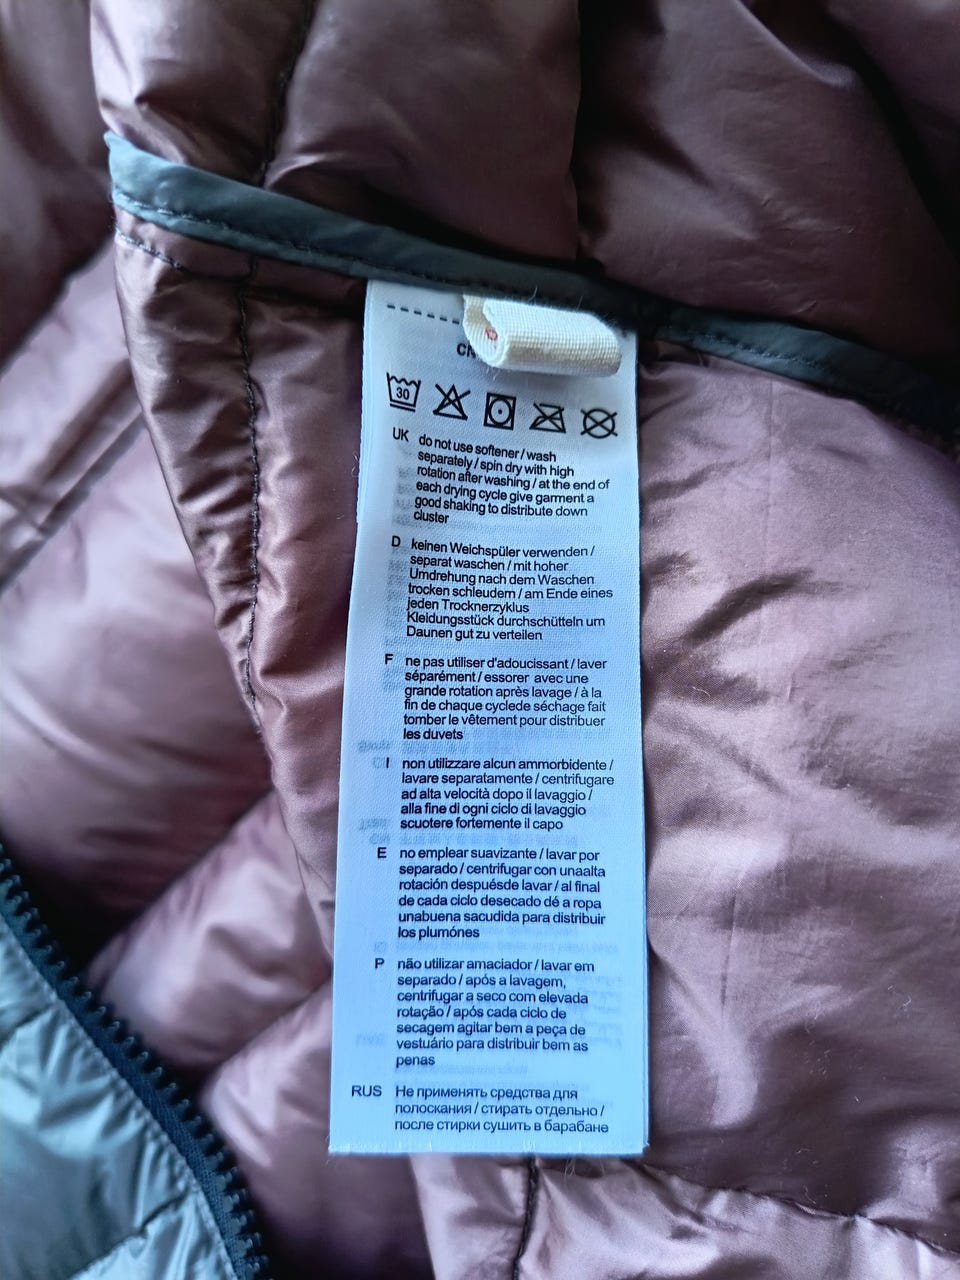 30
UK do not use softener / wash
separately / spin dry with high
rotation after washing / at the end of
each drying cycle give garment a
good shaking to distribute down
cluster
D keinen Weichspüler verwenden /
separat waschen / mit hoher
Umdrehung nach dem Waschen
trocken schleudern / am Ende eines
jeden Trocknerzyklus
Kleidungsstück durchschütteln um
Daunen gut zu verteilen
F ne pas utiliser d'adoucissant / laver
séparément / essorer avec une
grande rotation après lavage / à la
fin de chaque cyclede séchage fait
tomber le vêtement pour distribuer
les duvets
I non utilizzare alcun ammorbidente /
lavare separatamente / centrifugare
ad alta velocità dopo il lavaggio /
alla fine di ogni ciclo di lavaggio
scuotere fortemente il capo
E no emplear suavizante / lavar por
separado / centrifugar con unaalta
rotación despuésde lavar / al final
de cada ciclo desecado dé a ropa
unabuena sacudida para distribuir
los plumónes
P não utilizar amaciador / lavar em
separado / após a lavagem,
centrifugar a seco com elevada
rotação / após cada ciclo de
secagem agitar bem a peça de
vestuário para distribuir bem as
penas
RUS Не применять средства для
полоскания / стирать отдельно /
после стирки сушить в барабане